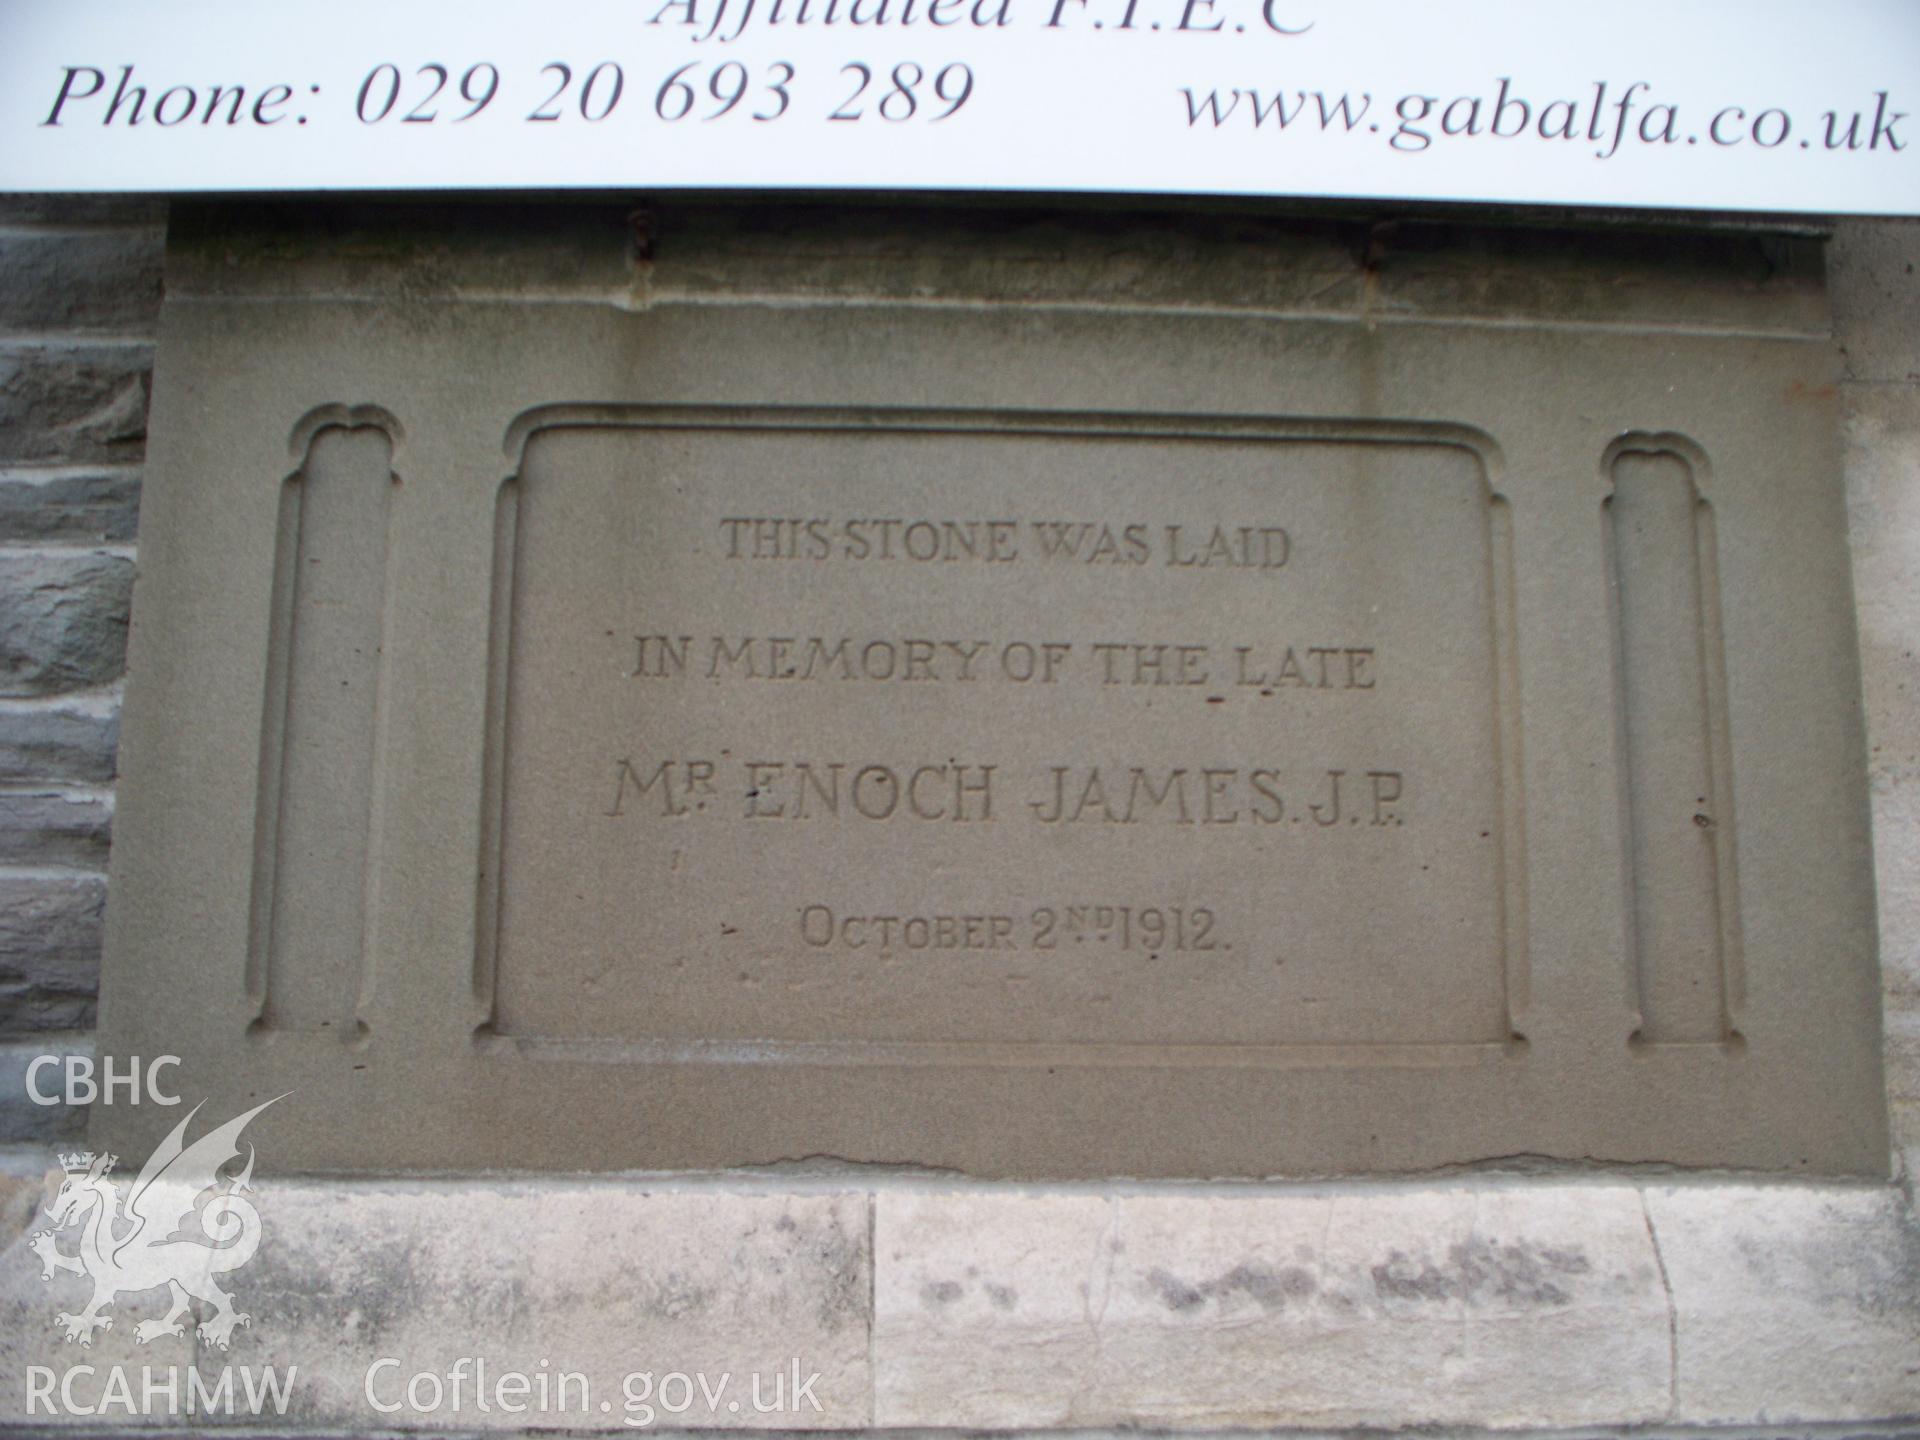 Affiliated F.I.E.C
Phone: 029 20 693 289 www.gabalfa.co.uk
THIS STONE WAS LAID
IN MEMORY OF THE LATE
MR. ENOCH JAMES. J.P.
OCTOBER 2ND. 1912.
CBHC
RCAHMW Coflein.gov.uk